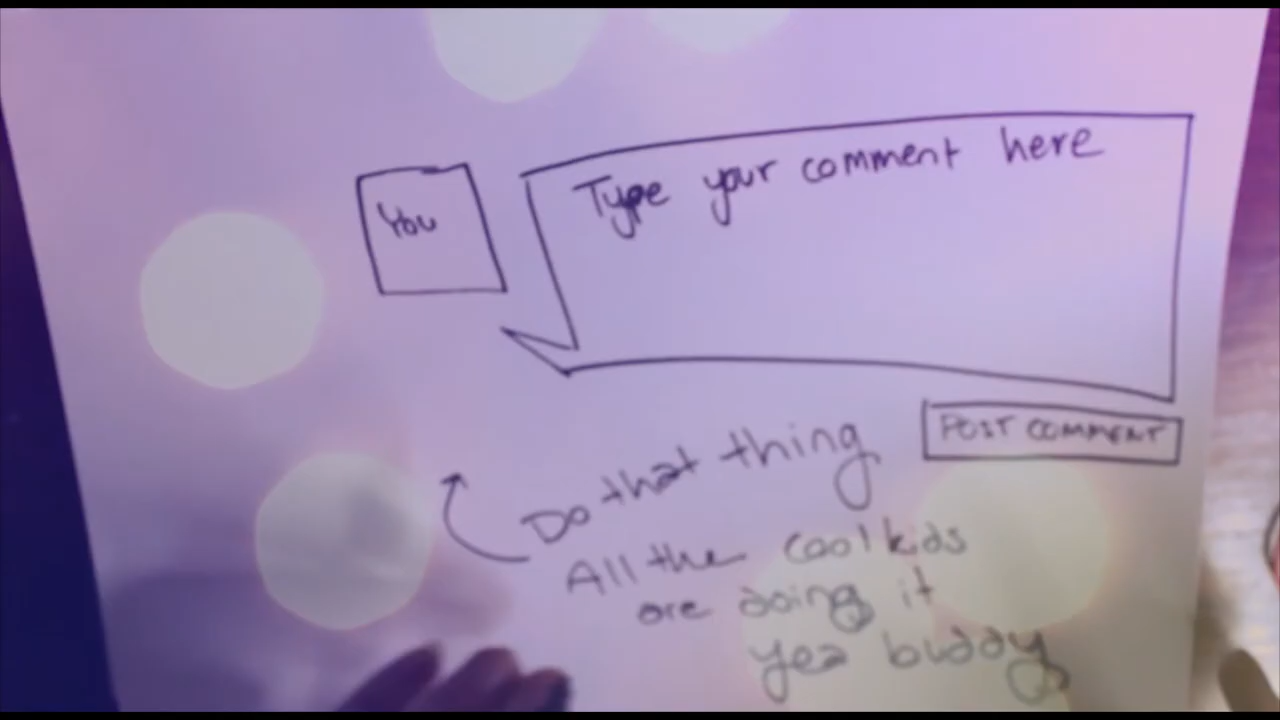 You
Type your comment here
POST COMMENT
Do that thing
All the cool kids
are doing it
yea buddy